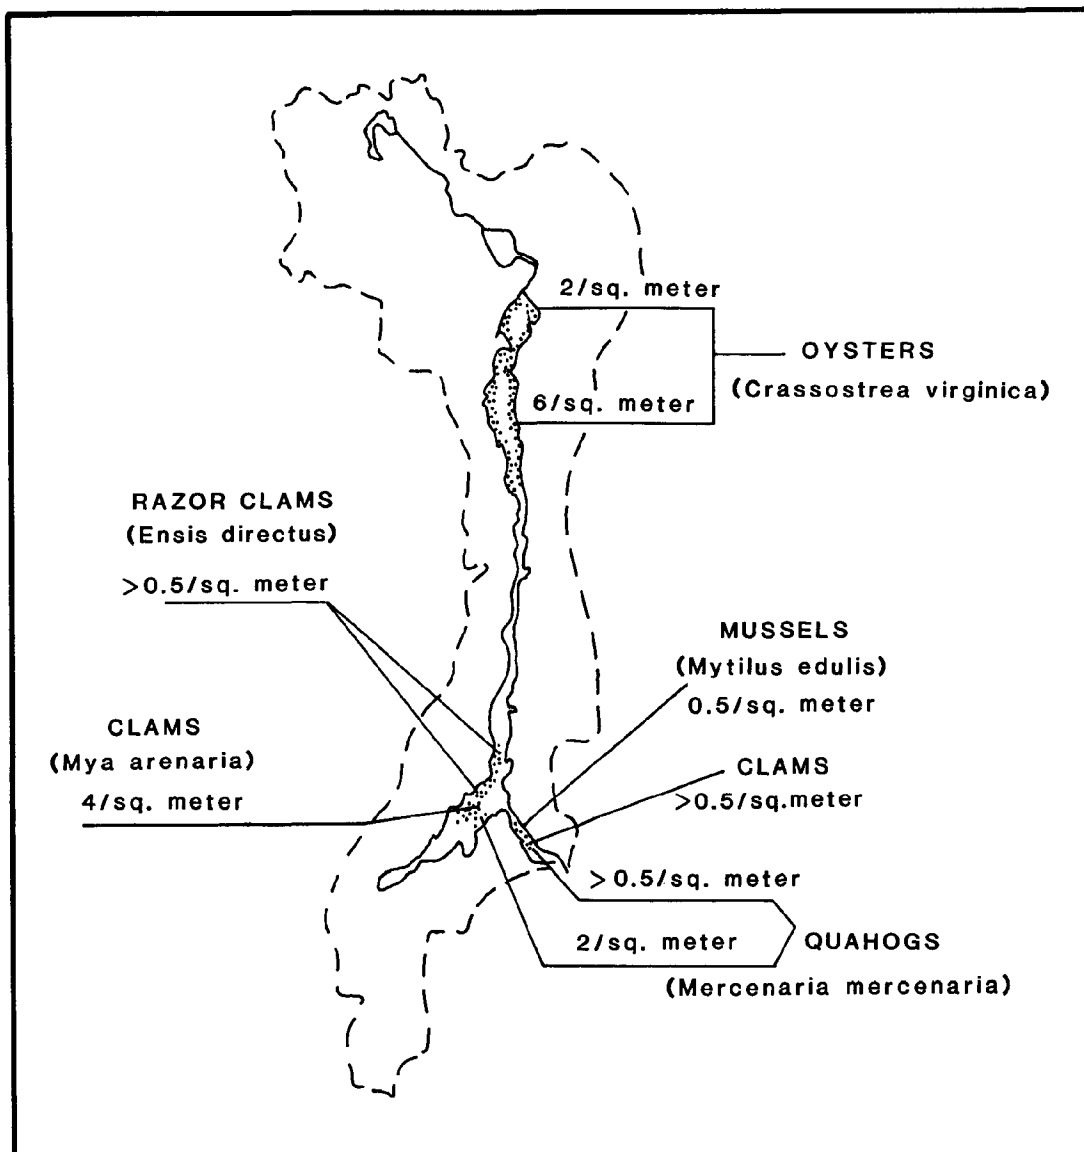 2/sq. meter
OYSTERS
(Crassostrea virginica)
6/sq. meter
RAZOR CLAMS
(Ensis directus)
>0.5/sq. meter
MUSSELS
(Mytilus edulis)
0.5/sq. meter
CLAMS
(Mya arenaria)
4/sq. meter
CLAMS
>0.5/sq.meter
>0.5/sq. meter
2/sq. meter
QUAHOGS
(Mercenaria mercenaria)